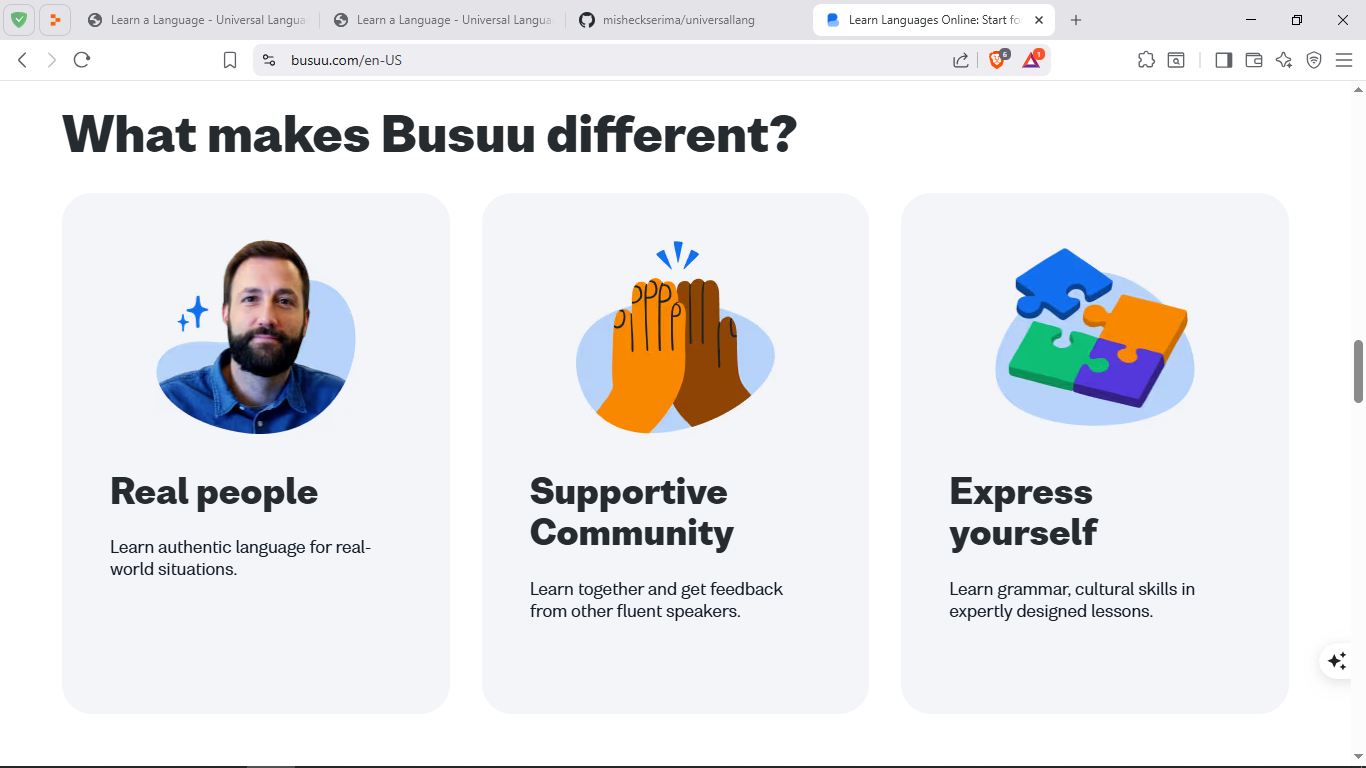 Learn a Language - Universal Langua
Learn a Language - Universal Langua
misheckserima/universallang
Learn Languages Online: Start fo
busuu.com/en-US
6
1
What makes Busuu different?
Real people
Learn authentic language for real-
world situations.
Supportive
Community
Learn together and get feedback
from other fluent speakers.
Express
yourself
Learn grammar, cultural skills in
expertly designed lessons.